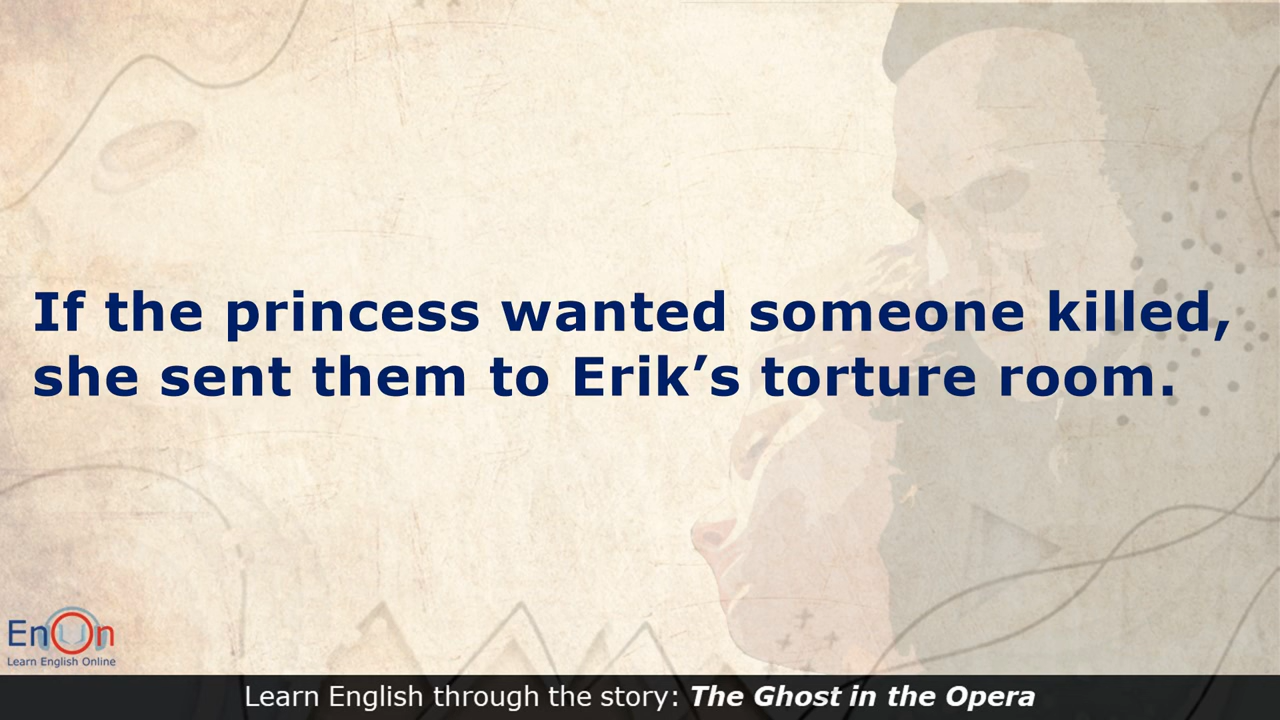 If the princess wanted someone killed,
she sent them to Erik’s torture room.
EnOn
Learn English Online
Learn English through the story: The Ghost in the Opera